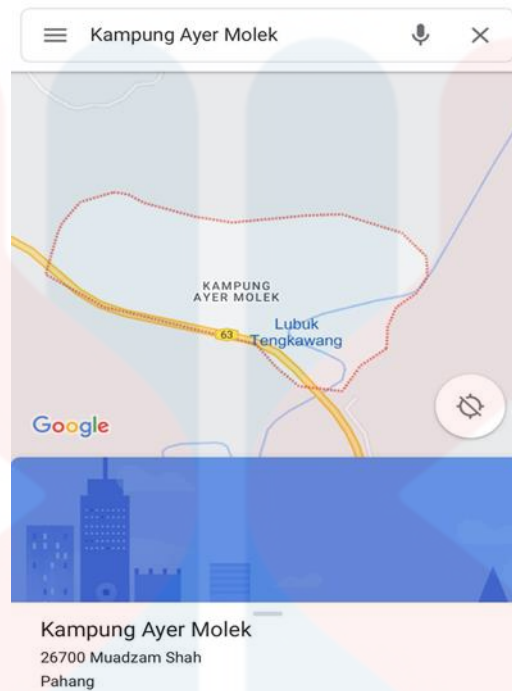 Kampung Ayer Molek
KAMPUNG
AYER MOLEK
Lubuk
Tengkawang
63
Google
Kampung Ayer Molek
26700 Muadzam Shah
Pahang